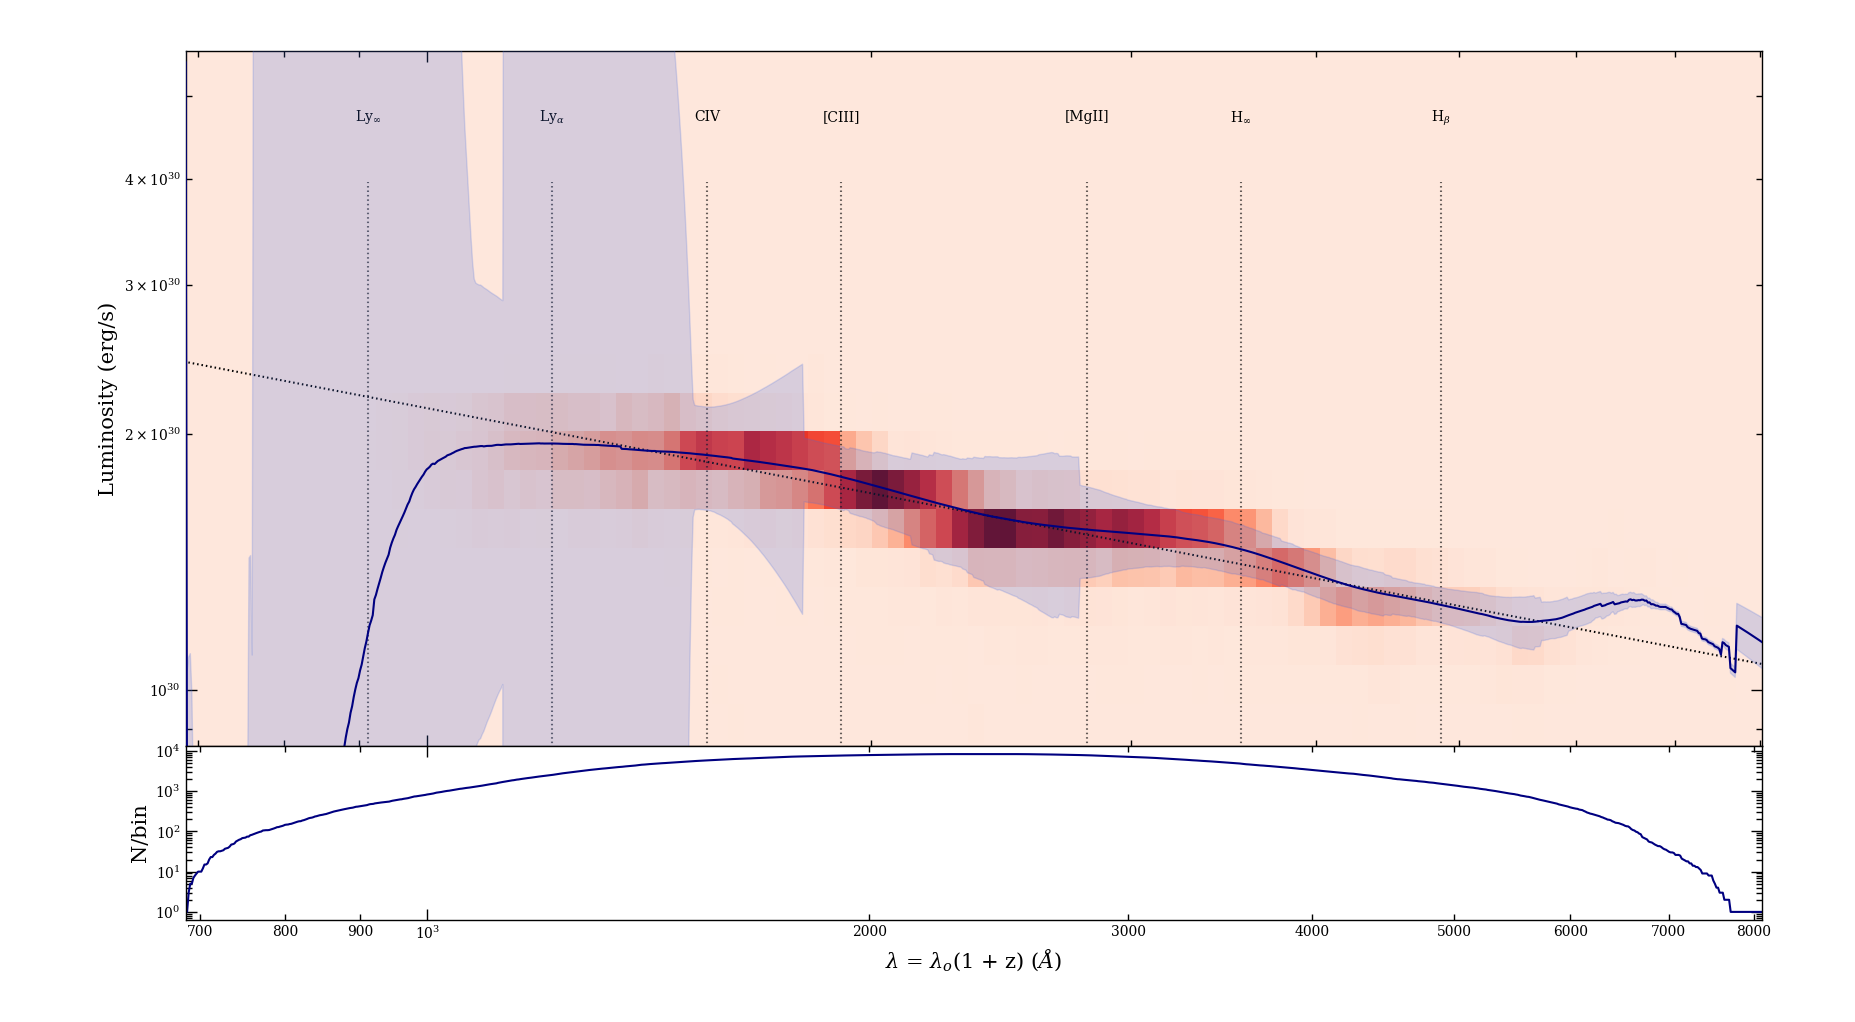 Ly∞ Lyα CIV [CIII] [MgII] H∞ Hβ
4 × 10³⁰
3 × 10³⁰
2 × 10³⁰
10³⁰
Luminosity (erg/s)
10⁴
10³
10²
10¹
10⁰
N/bin
700 800 900 10³ 2000 3000 4000 5000 6000 7000 8000
λ = λₒ(1 + z) (Å)